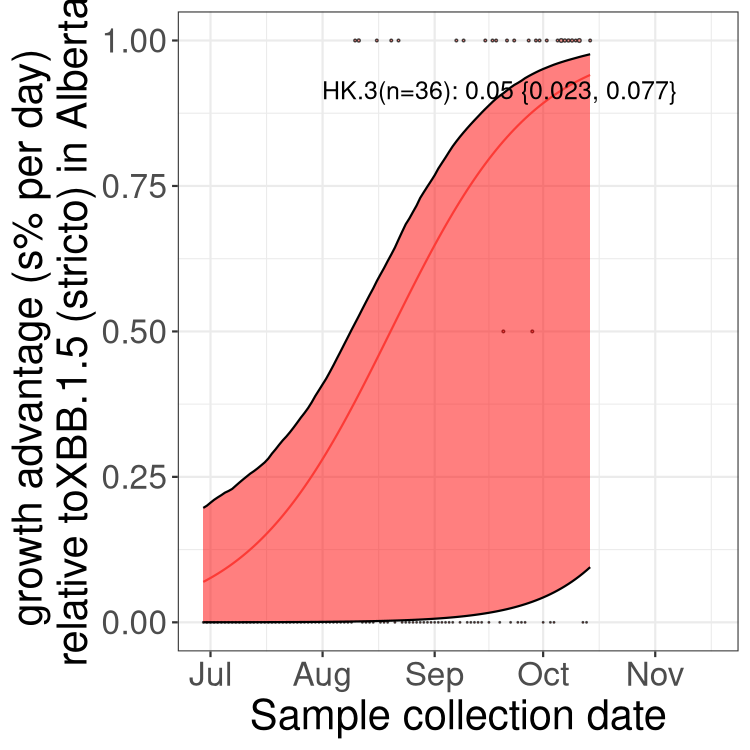 growth advantage (s% per day)
relative toXBB.1.5 (stricto) in Alberta
1.00
HK.3(n=36): 0.05 {0.023, 0.077}
0.75
0.50
0.25
0.00
Jul Aug Sep Oct Nov
Sample collection date